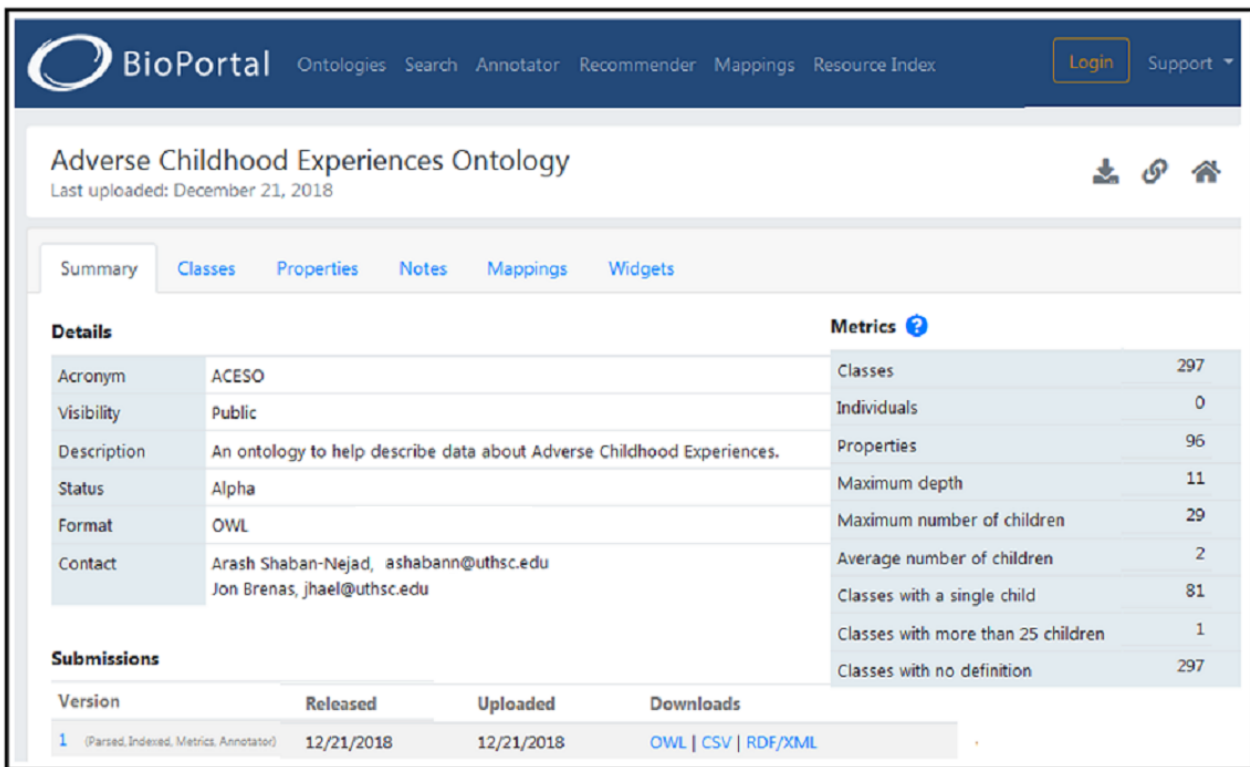 BioPortal Ontologies Search Annotator Recommender Mappings Resource Index Login Support
Adverse Childhood Experiences Ontology
Last uploaded: December 21, 2018
Summary Classes Properties Notes Mappings Widgets
Details
Acronym ACESO
Visibility Public
Description An ontology to help describe data about Adverse Childhood Experiences.
Status Alpha
Format OWL
Contact Arash Shaban-Nejad, ashabann@uthsc.edu
Jon Brenas, jhael@uthsc.edu
Metrics ?
Classes 297
Individuals 0
Properties 96
Maximum depth 11
Maximum number of children 29
Average number of children 2
Classes with a single child 81
Classes with more than 25 children 1
Classes with no definition 297
Submissions
Version Released Uploaded Downloads
1 (Parsed, Indexed, Metrics, Annotator) 12/21/2018 12/21/2018 OWL | CSV | RDF/XML